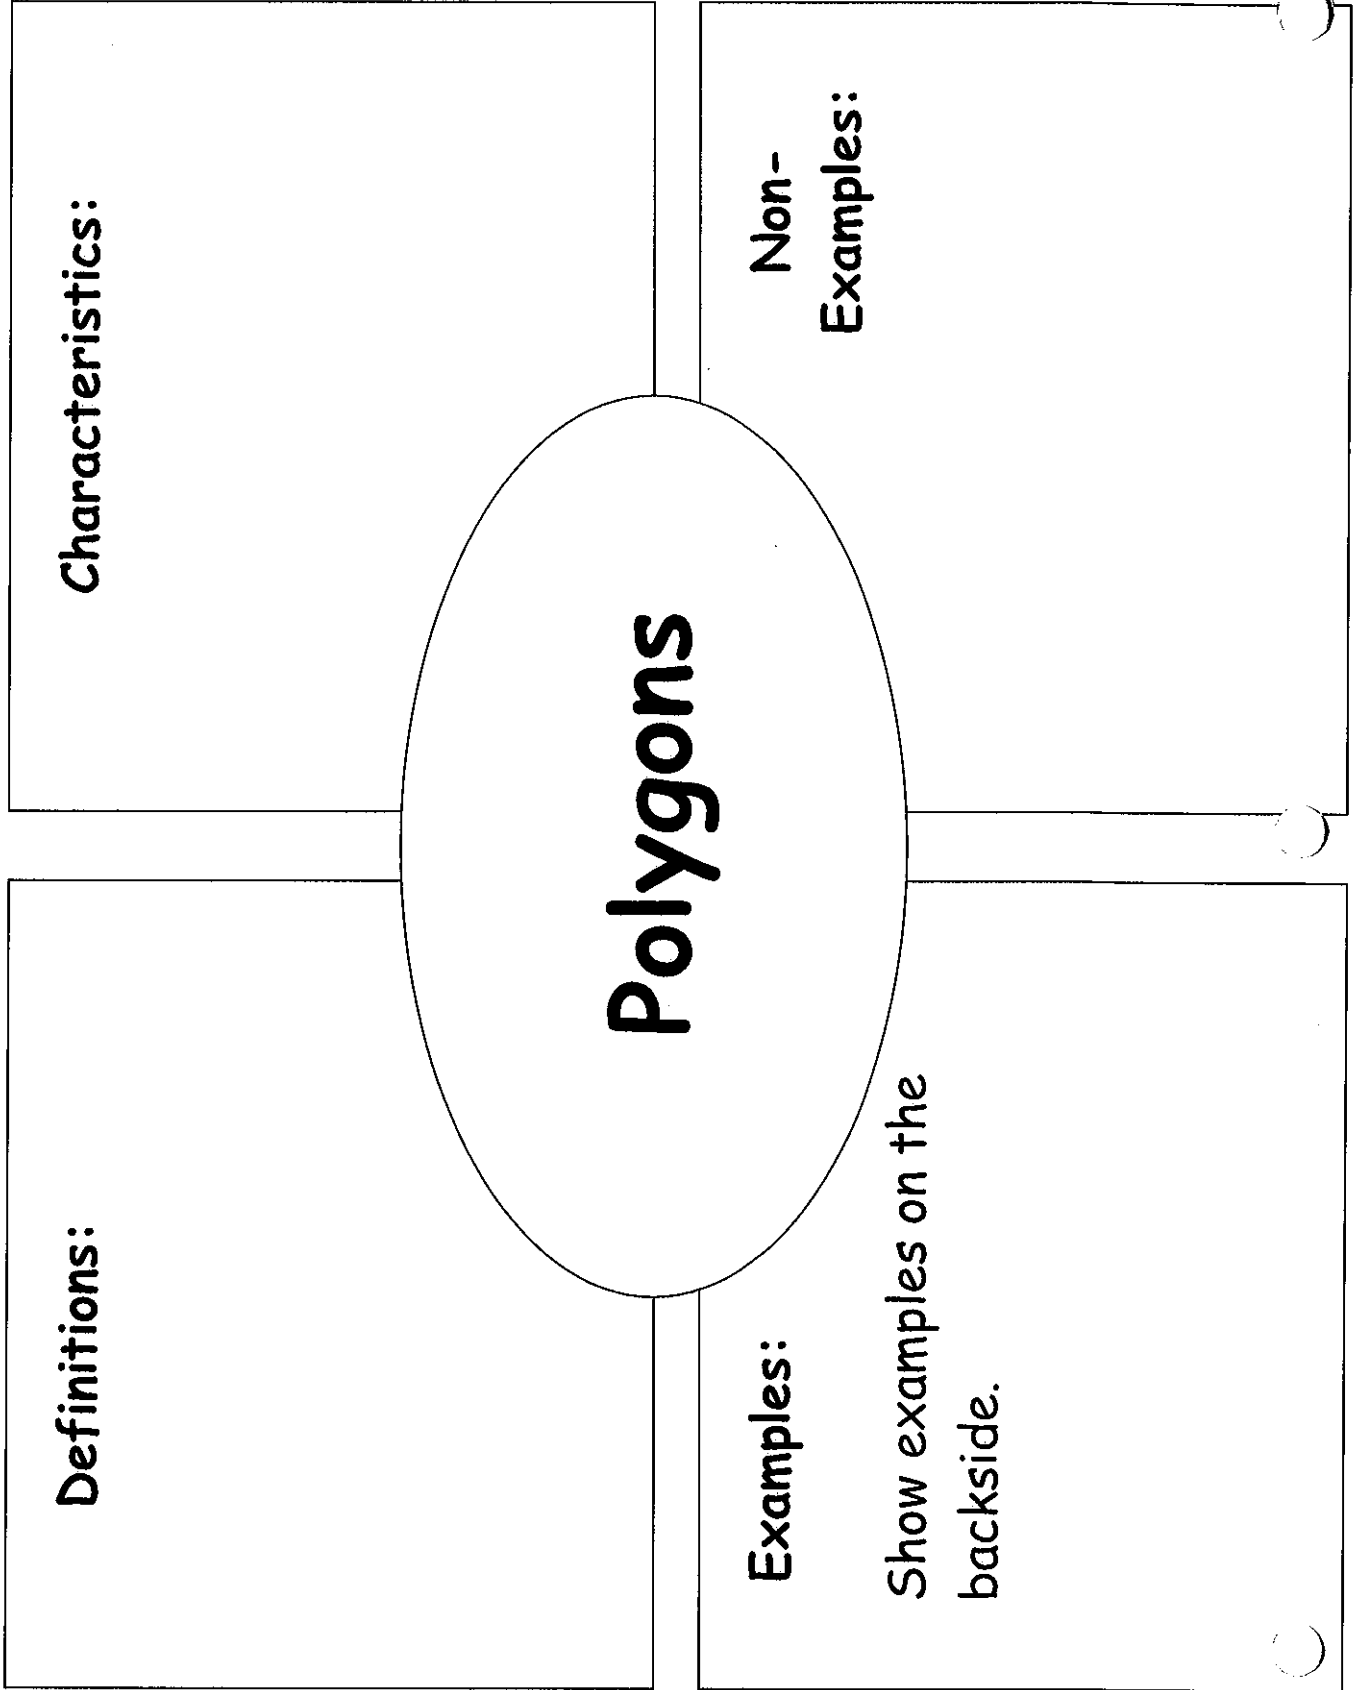 Definitions:
Characteristics:
Polygons
Examples:
Show examples on the
backside.
Non-
Examples: